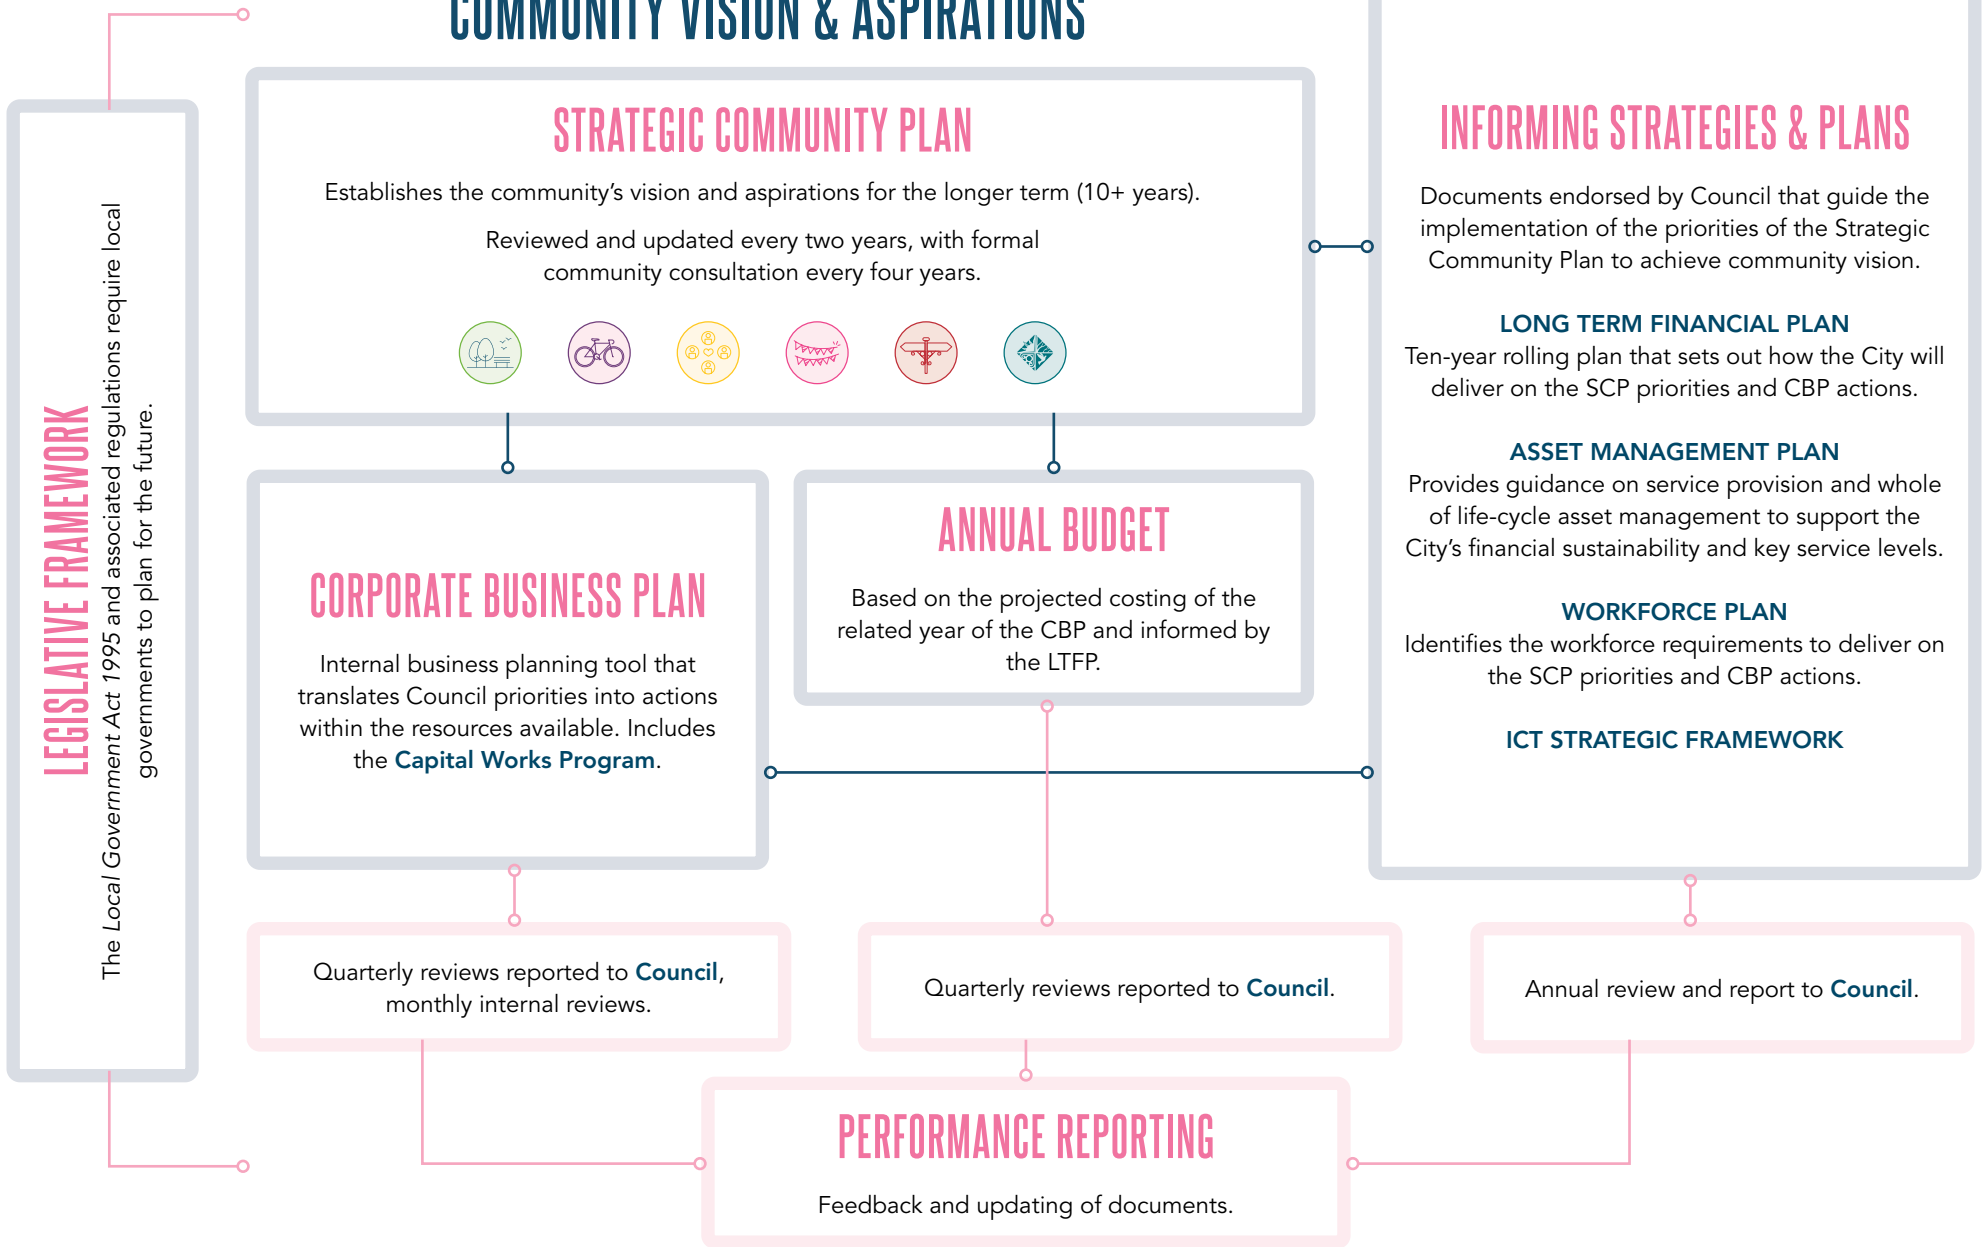 COMMUNITY VISION & ASPIRATIONS
LEGISLATIVE FRAMEWORK
The Local Government Act 1995 and associated regulations require local
governments to plan for the future.
STRATEGIC COMMUNITY PLAN
Establishes the community’s vision and aspirations for the longer term (10+ years).
Reviewed and updated every two years, with formal
community consultation every four years.
CORPORATE BUSINESS PLAN
Internal business planning tool that
translates Council priorities into actions
within the resources available. Includes
the Capital Works Program.
ANNUAL BUDGET
Based on the projected costing of the
related year of the CBP and informed by
the LTFP.
INFORMING STRATEGIES & PLANS
Documents endorsed by Council that guide the
implementation of the priorities of the Strategic
Community Plan to achieve community vision.
LONG TERM FINANCIAL PLAN
Ten-year rolling plan that sets out how the City will
deliver on the SCP priorities and CBP actions.
ASSET MANAGEMENT PLAN
Provides guidance on service provision and whole
of life-cycle asset management to support the
City’s financial sustainability and key service levels.
WORKFORCE PLAN
Identifies the workforce requirements to deliver on
the SCP priorities and CBP actions.
ICT STRATEGIC FRAMEWORK
Quarterly reviews reported to Council,
monthly internal reviews.
Quarterly reviews reported to Council.
Annual review and report to Council.
PERFORMANCE REPORTING
Feedback and updating of documents.